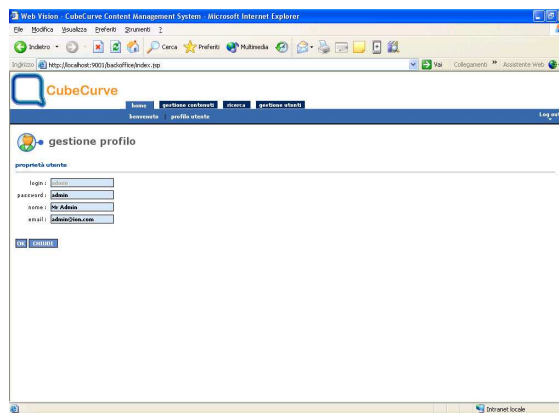 Web Vision - CubeCurve Content Management System - Microsoft Internet Explorer
File Modifica Visualizza Preferiti Strumenti ?
Indietro Cerca Preferiti Multimedia
Indirizzo http://localhost:9001/backoffice/index.jsp Vai Collegamenti » Assistente Web
CubeCurve
home gestione contenuti ricerca gestione utenti
benvenuto profilo utente Log out
gestione profilo
proprietà utente
login : admin
password : admin
nome : Mr Admin
email : admin@ion.com
OK CHIUDI
Intranet locale